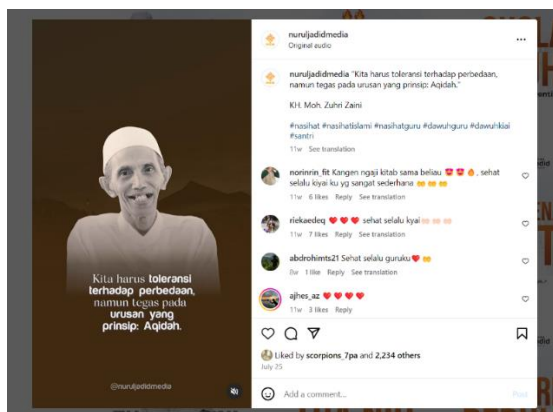 Kita harus toleransi
terhadap perbedaan,
namun tegas pada
urusan yang
prinsip: Aqidah.
@nuruljadidmedia
nuruljadidmedia
Original audio
nuruljadidmedia "Kita harus toleransi terhadap perbedaan,
namun tegas pada urusan yang prinsip: Aqidah."
KH. Moh. Zuhri Zaini
#nasihat #nasihatislami #nasihatguru #dawuhguru #dawuhkiai
#santri
11w See translation
norinrin_fit Kangen ngaji kitab sama beliau 😍 😍 🔥, sehat
selalu kiyai ku yg sangat sederhana 🤲 🤲 🤲
11w 6 likes Reply See translation
riekaedeq ❤️ ❤️ ❤️ sehat selalu kyai 🤲🏻 🤲🏻 🤲🏻
11w 7 likes Reply See translation
abdrohimts21 Sehat selalu guruku❤️ 🤲
8w 1 like Reply See translation
ajhes_az ❤️ ❤️ ❤️ ❤️
11w 3 likes Reply
Liked by scorpions_7pa and 2,234 others
July 25
Add a comment...
Post